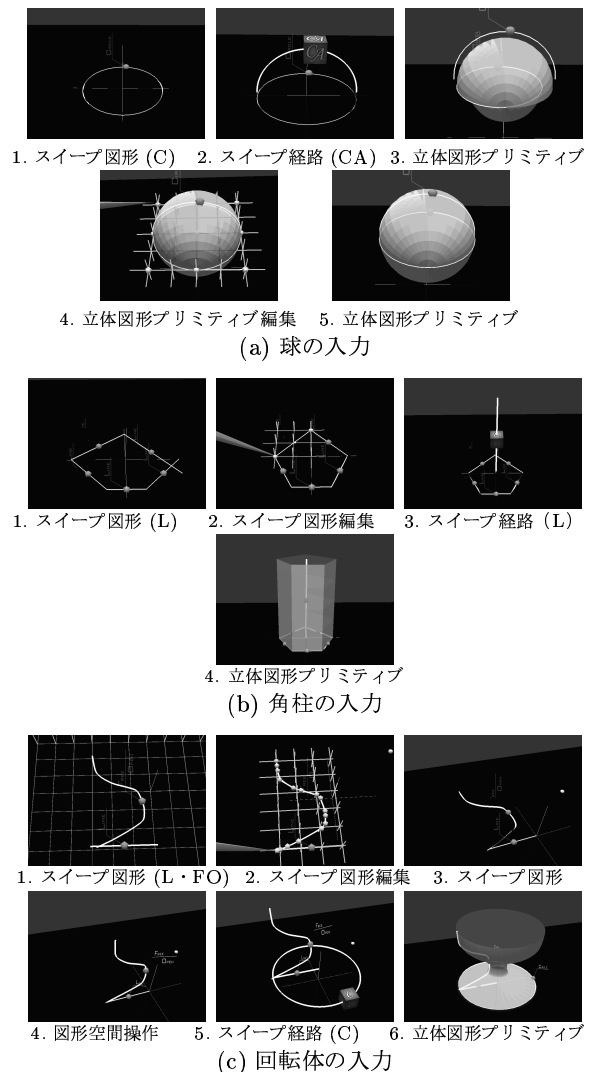 1. スイープ図形 (C)
2. スイープ経路 (CA)
3. 立体図形プリミティブ
4. 立体図形プリミティブ編集
5. 立体図形プリミティブ
(a) 球の入力
1. スイープ図形 (L)
2. スイープ図形編集
3. スイープ経路（L）
4. 立体図形プリミティブ
(b) 角柱の入力
1. スイープ図形 (L・FO)
2. スイープ図形編集
3. スイープ図形
4. 図形空間操作
5. スイープ経路 (C)
6. 立体図形プリミティブ
(c) 回転体の入力